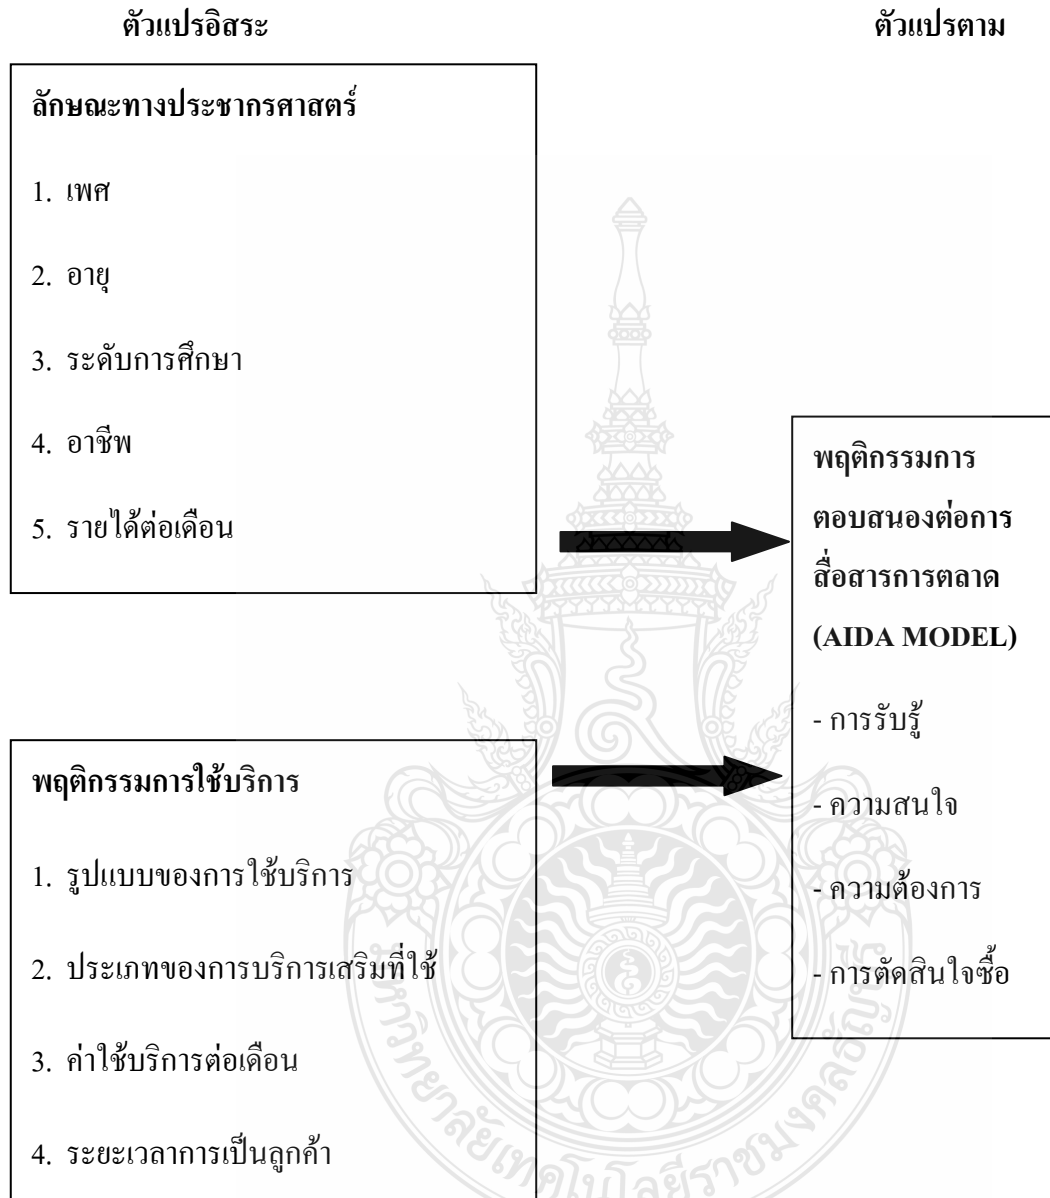 ตัวแปรอิสระ
ตัวแปรตาม
ลักษณะทางประชากรศาสตร์
1. เพศ
2. อายุ
3. ระดับการศึกษา
4. อาชีพ
5. รายได้ต่อเดือน
พฤติกรรมการใช้บริการ
1. รูปแบบของการใช้บริการ
2. ประเภทของการบริการเสริมที่ใช้
3. ค่าใช้บริการต่อเดือน
4. ระยะเวลาการเป็นลูกค้า
พฤติกรรมการ
ตอบสนองต่อการ
สื่อสารการตลาด
(AIDA MODEL)
- การรับรู้
- ความสนใจ
- ความต้องการ
- การตัดสินใจซื้อ